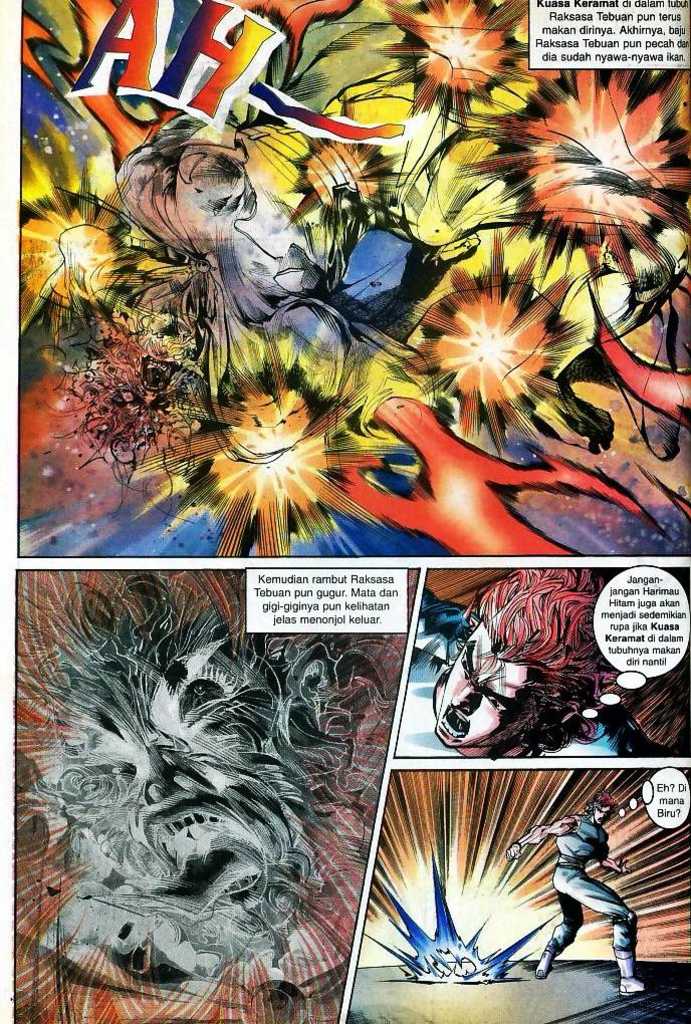 AH
Kuasa Keramat di dalam tubuh
Raksasa Tebuan pun terus
makan dirinya. Akhirnya, baju
Raksasa Tebuan pun pecah dan
dia sudah nyawa-nyawa ikan.
Kemudian rambut Raksasa
Tebuan pun gugur. Mata dan
gigi-giginya pun kelihatan
jelas menonjol keluar.
Jangan-
jangan Harimau
Hitam juga akan
menjadi sedemikian
rupa jika Kuasa
Keramat di dalam
tubuhnya makan
diri nanti!
Eh? Di
mana
Biru?